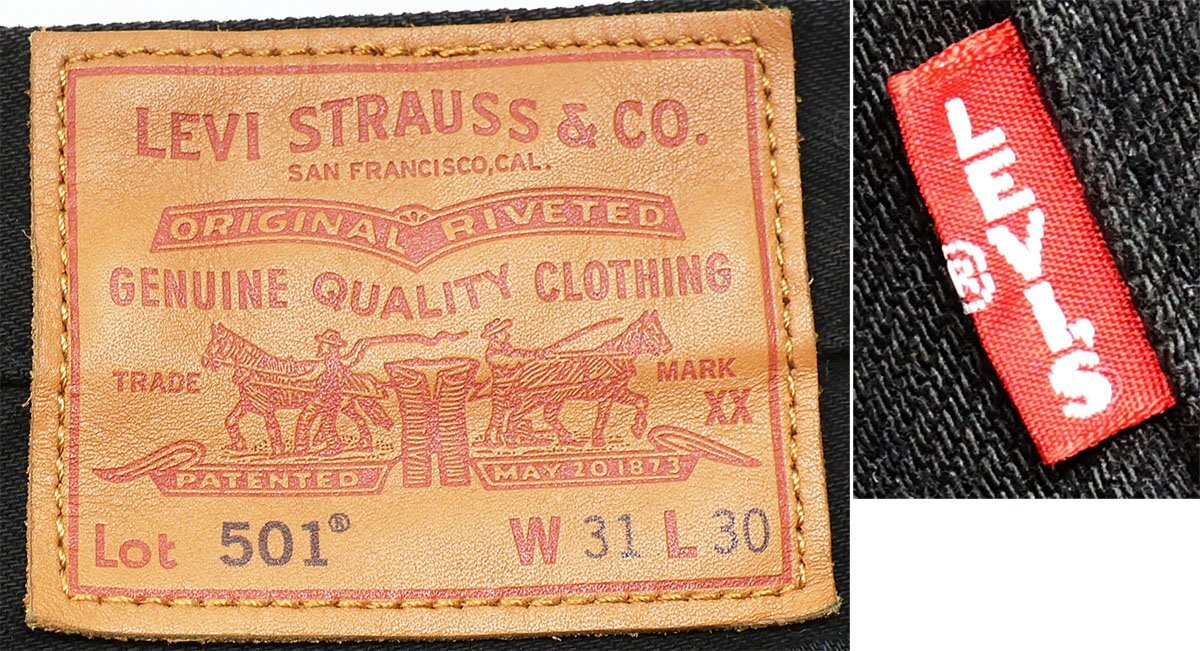 LEVI STRAUSS & CO.
SAN FRANCISCO, CAL.
ORIGINAL RIVETED
GENUINE QUALITY CLOTHING
TRADE MARK
XX
PATENTED MAY 20 1873
Lot 501® W 31 L 30
LEVI'S
®